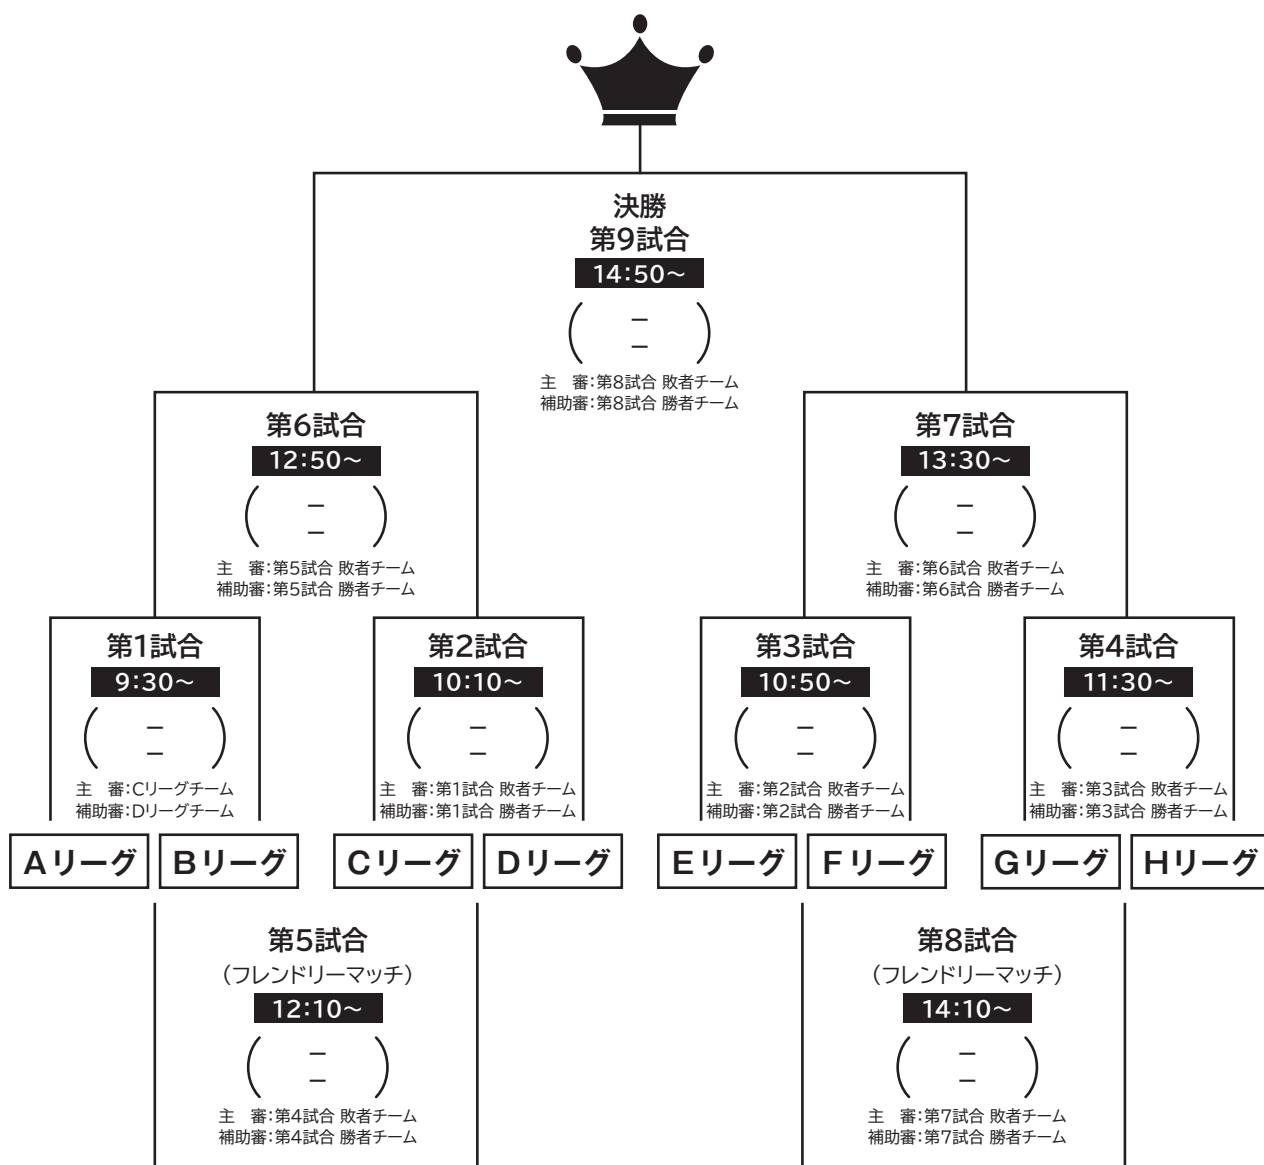 決勝
第9試合
14:50～
( －
－ )
主　審:第8試合 敗者チーム
補助審:第8試合 勝者チーム
第6試合
12:50～
( －
－ )
主　審:第5試合 敗者チーム
補助審:第5試合 勝者チーム
第7試合
13:30～
( －
－ )
主　審:第6試合 敗者チーム
補助審:第6試合 勝者チーム
第1試合
9:30～
( －
－ )
主　審:Cリーグチーム
補助審:Dリーグチーム
第2試合
10:10～
( －
－ )
主　審:第1試合 敗者チーム
補助審:第1試合 勝者チーム
第3試合
10:50～
( －
－ )
主　審:第2試合 敗者チーム
補助審:第2試合 勝者チーム
第4試合
11:30～
( －
－ )
主　審:第3試合 敗者チーム
補助審:第3試合 勝者チーム
Aリーグ
Bリーグ
Cリーグ
Dリーグ
Eリーグ
Fリーグ
Gリーグ
Hリーグ
第5試合
(フレンドリーマッチ)
12:10～
( －
－ )
主　審:第4試合 敗者チーム
補助審:第4試合 勝者チーム
第8試合
(フレンドリーマッチ)
14:10～
( －
－ )
主　審:第7試合 敗者チーム
補助審:第7試合 勝者チーム